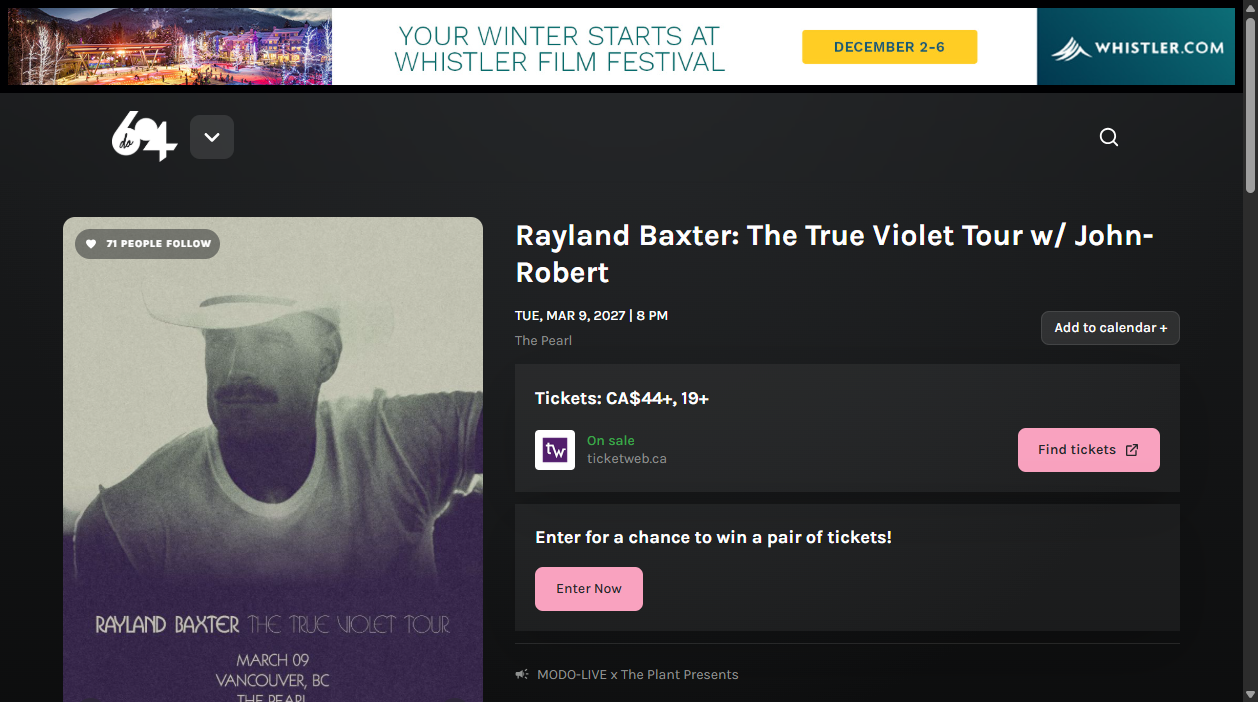 YOUR WINTER STARTS AT
WHISTLER FILM FESTIVAL
DECEMBER 2-6
WHISTLER.COM
do604
71 PEOPLE FOLLOW
RAYLAND BAXTER THE TRUE VIOLET TOUR
MARCH 09
VANCOUVER, BC
THE PEARL
Rayland Baxter: The True Violet Tour w/ John-
Robert
TUE, MAR 9, 2027 | 8 PM
The Pearl
Add to calendar +
Tickets: CA$44+, 19+
tw
On sale
ticketweb.ca
Find tickets
Enter for a chance to win a pair of tickets!
Enter Now
MODO-LIVE x The Plant Presents